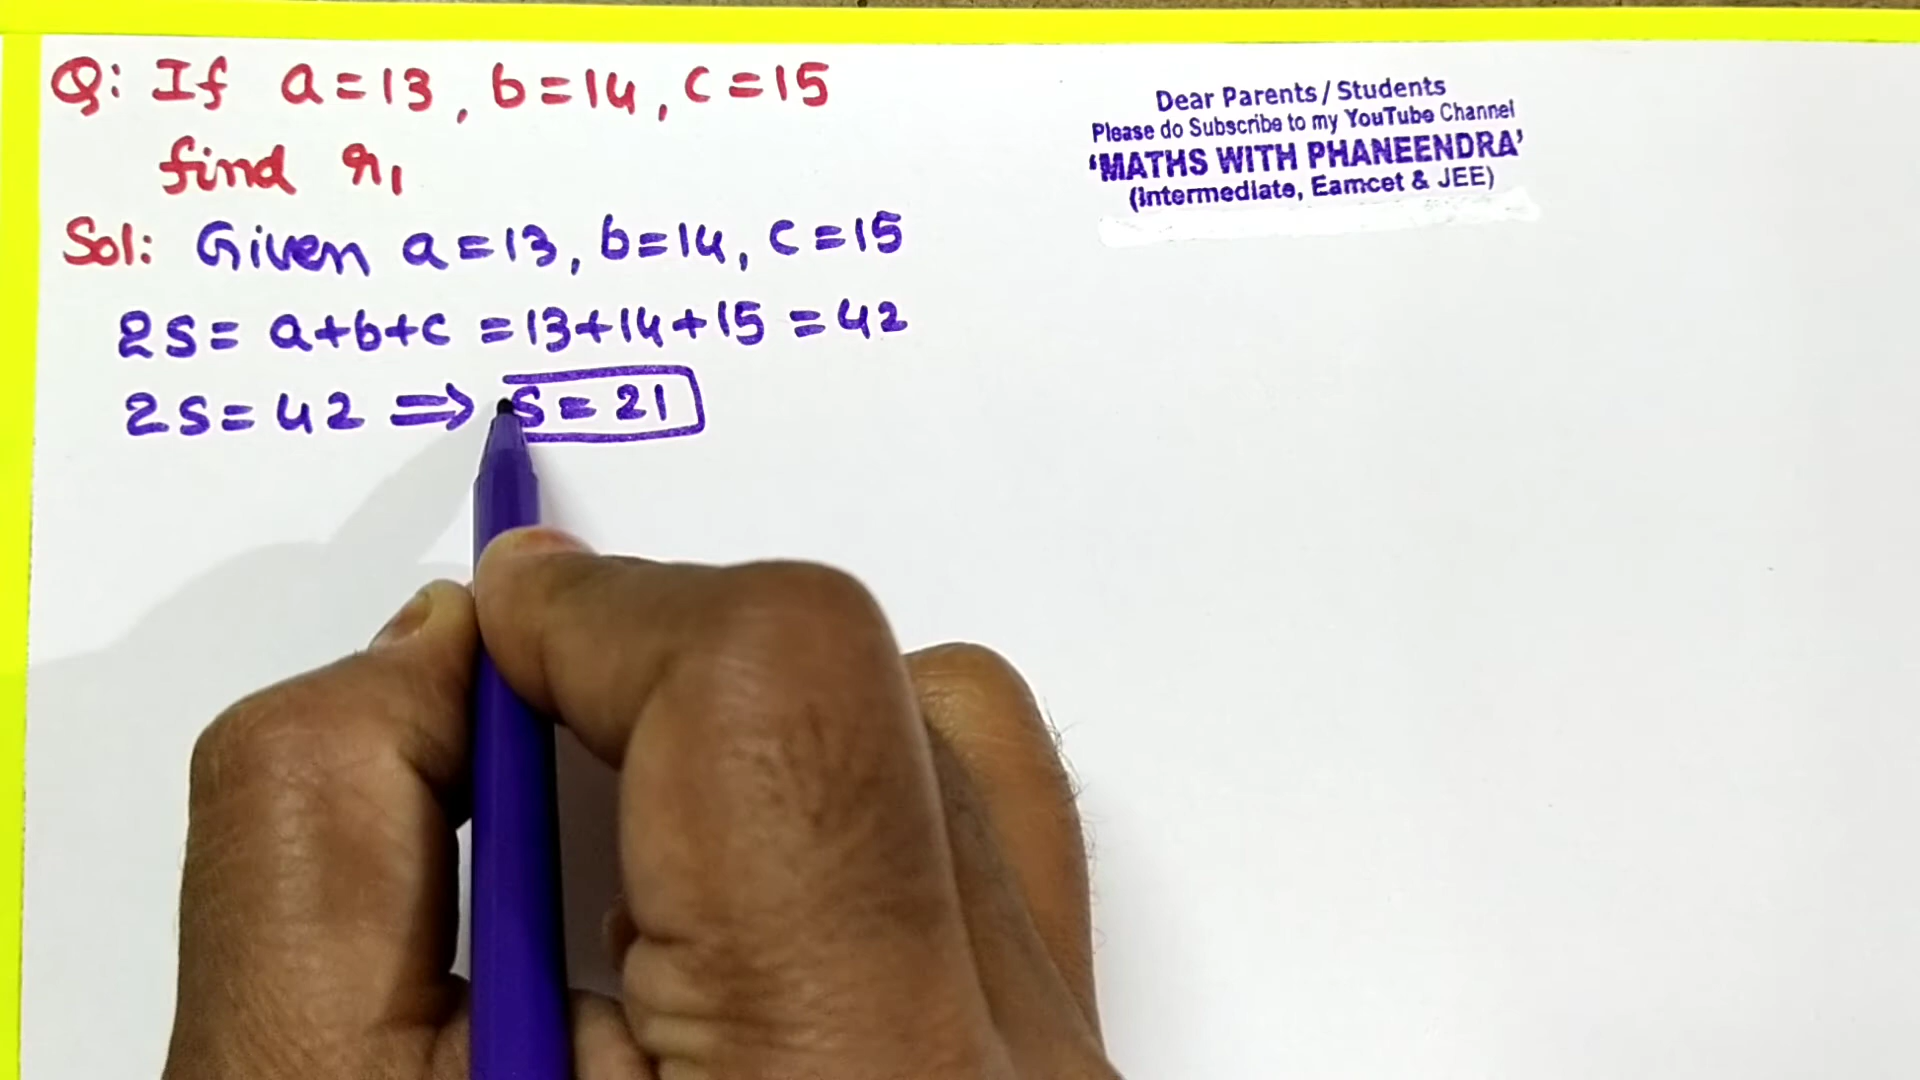 Q: If a=13, b=14, c=15
find r₁
Sol: Given a=13, b=14, c=15
2S= a+b+c =13+14+15 =42
2S=42 ⇒ S=21
Dear Parents / Students
Please do Subscribe to my YouTube Channel
'MATHS WITH PHANEENDRA'
(Intermediate, Eamcet & JEE)